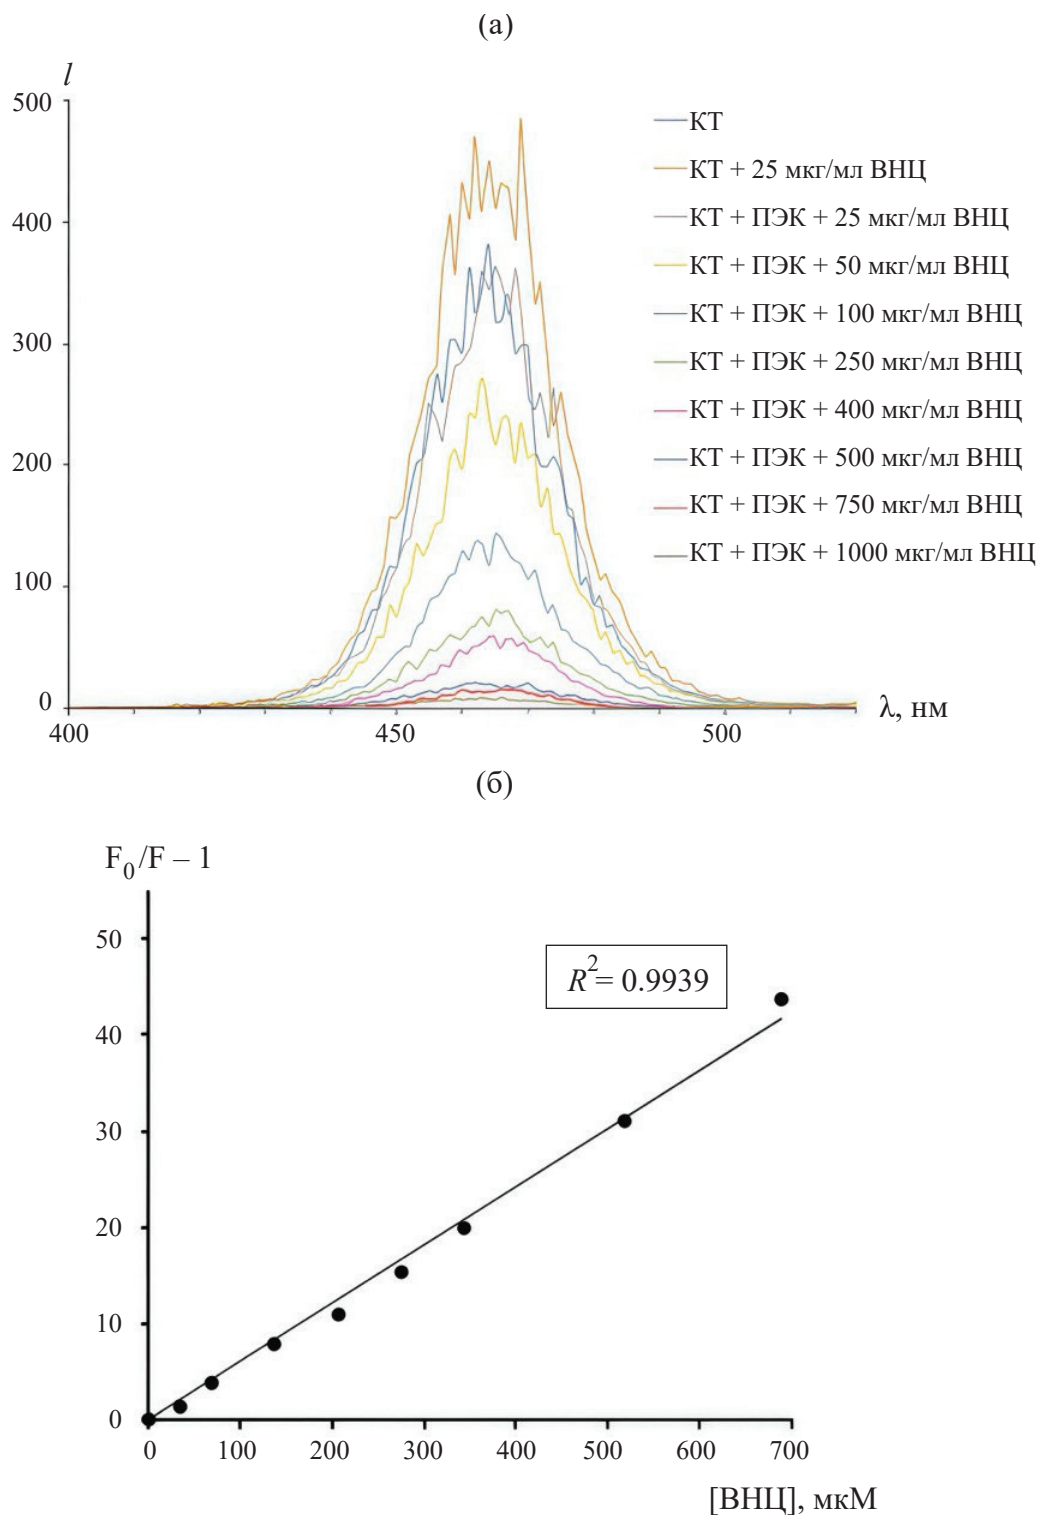 (а)
l
500
400
300
200
100
0
400
450
500
λ, нм
КТ
КТ + 25 мкг/мл ВНЦ
КТ + ПЭК + 25 мкг/мл ВНЦ
КТ + ПЭК + 50 мкг/мл ВНЦ
КТ + ПЭК + 100 мкг/мл ВНЦ
КТ + ПЭК + 250 мкг/мл ВНЦ
КТ + ПЭК + 400 мкг/мл ВНЦ
КТ + ПЭК + 500 мкг/мл ВНЦ
КТ + ПЭК + 750 мкг/мл ВНЦ
КТ + ПЭК + 1000 мкг/мл ВНЦ
(б)
F₀/F – 1
R² = 0.9939
50
40
30
20
10
0
0 100 200 300 400 500 600 700
[ВНЦ], мкМ